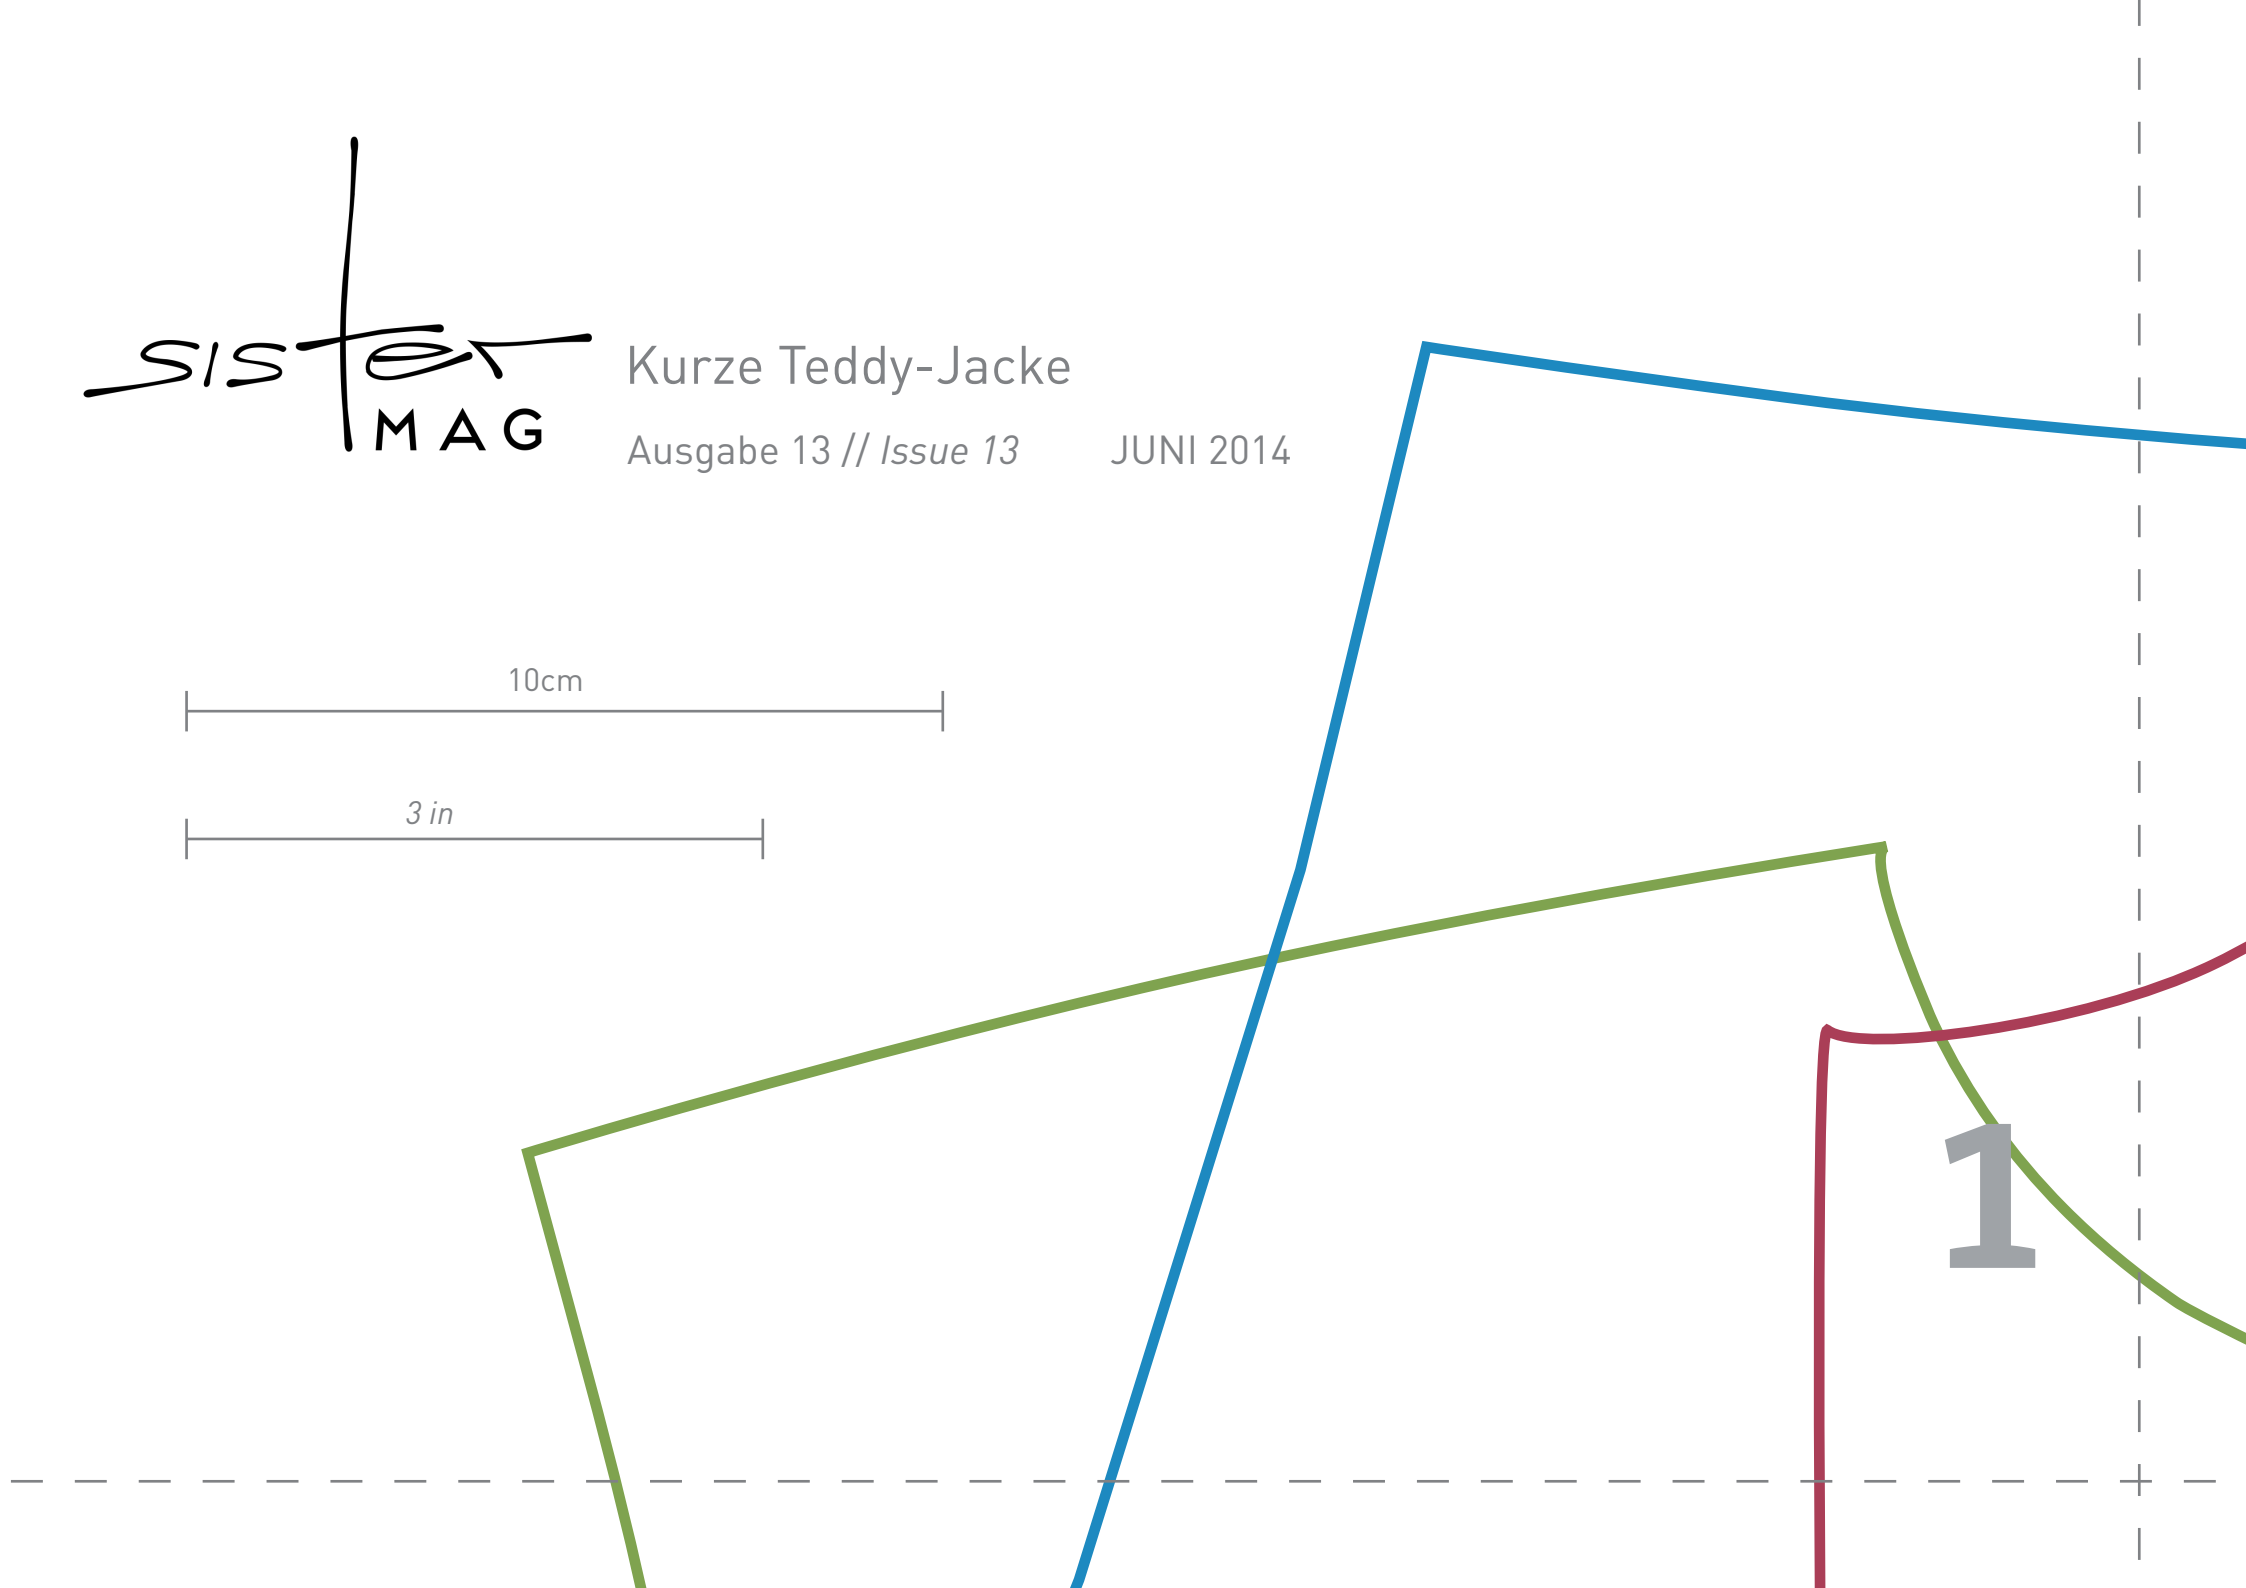 sister
MAG
Kurze Teddy-Jacke
Ausgabe 13 // Issue 13 JUNI 2014
10cm
3 in
1